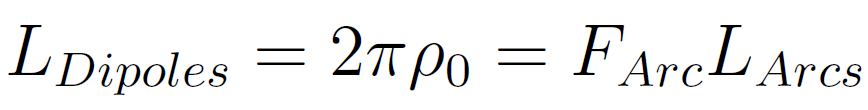 $L_{Dipoles} = 2\pi\rho_0 = F_{Arc} L_{Arcs}$